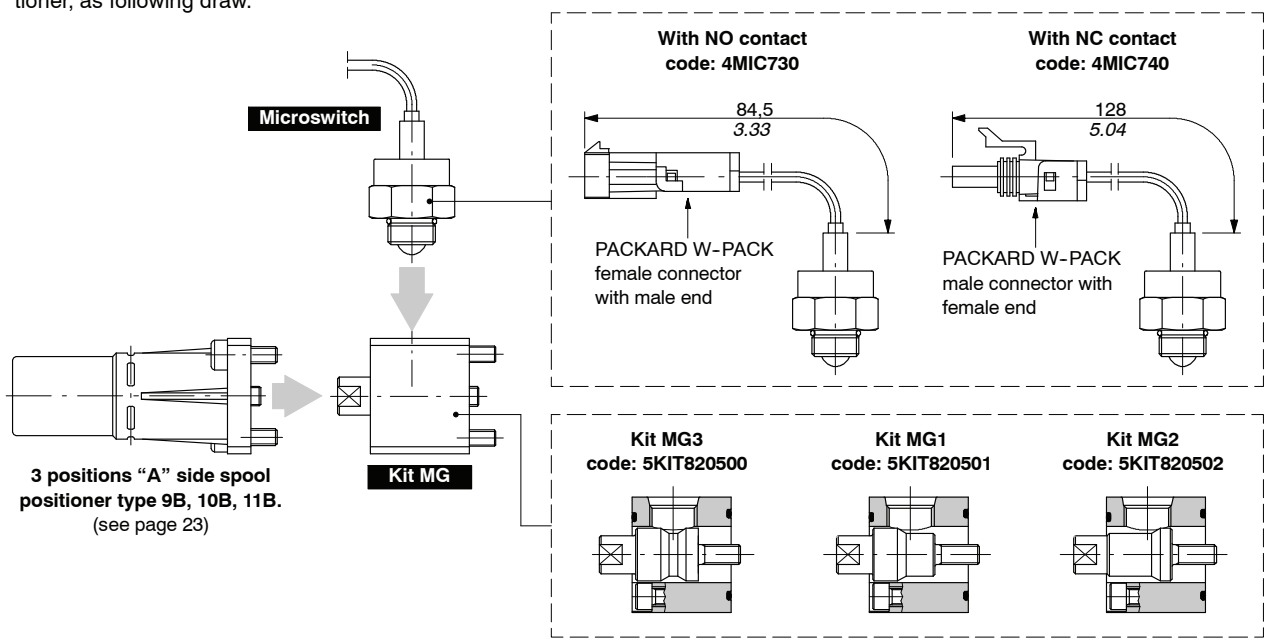 tioner, as following draw.
Microswitch
With NO contact
code: 4MIC730
84,5
3.33
PACKARD W-PACK
female connector
with male end
With NC contact
code: 4MIC740
128
5.04
PACKARD W-PACK
male connector with
female end
3 positions “A” side spool
positioner type 9B, 10B, 11B.
(see page 23)
Kit MG
Kit MG3
code: 5KIT820500
Kit MG1
code: 5KIT820501
Kit MG2
code: 5KIT820502